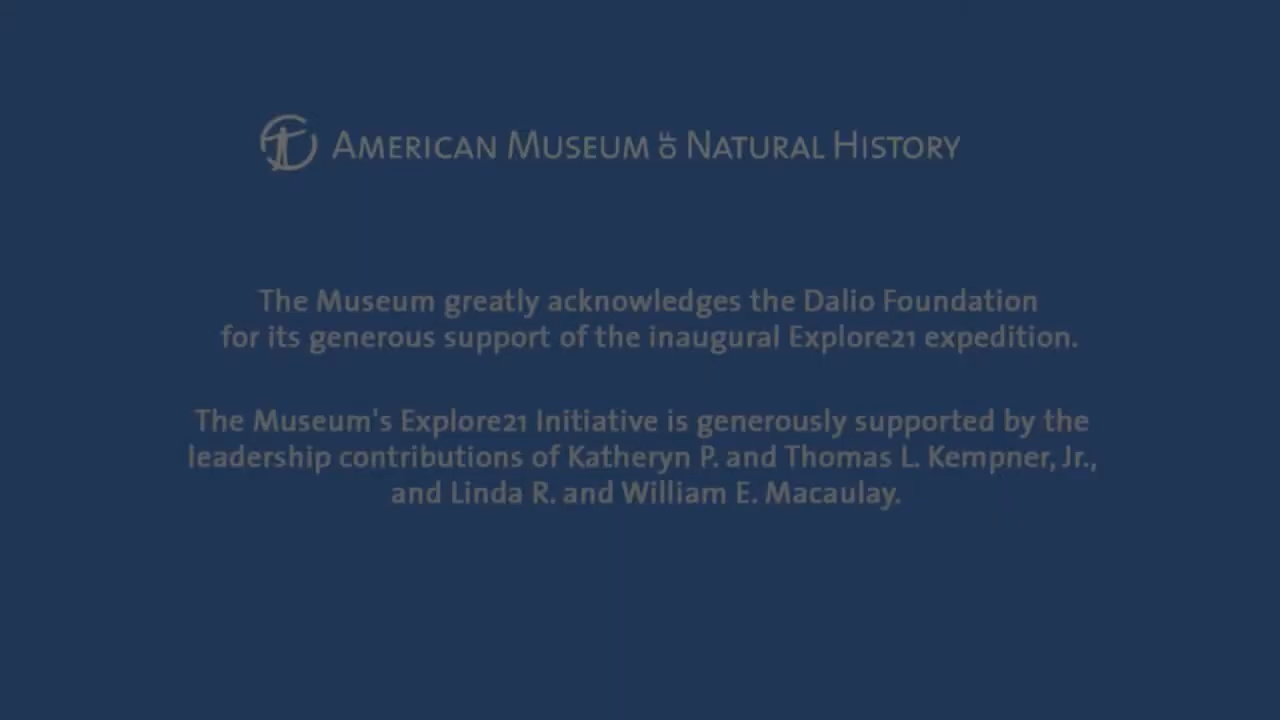 AMERICAN MUSEUM OF NATURAL HISTORY
The Museum greatly acknowledges the Dalio Foundation
for its generous support of the inaugural Explore21 expedition.
The Museum's Explore21 Initiative is generously supported by the
leadership contributions of Katheryn P. and Thomas L. Kempner, Jr.,
and Linda R. and William E. Macaulay.